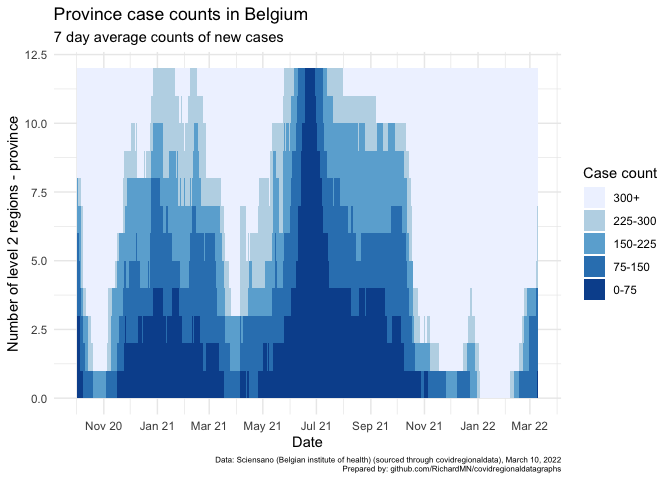 Province case counts in Belgium
7 day average counts of new cases
Number of level 2 regions - province
12.5
10.0
7.5
5.0
2.5
0.0
Nov 20 Jan 21 Mar 21 May 21 Jul 21 Sep 21 Nov 21 Jan 22 Mar 22
Date
Case count
300+
225-300
150-225
75-150
0-75
Data: Sciensano (Belgian institute of health) (sourced through covidregionaldata), March 10, 2022
Prepared by: github.com/RichardMN/covidregionaldatagraphs